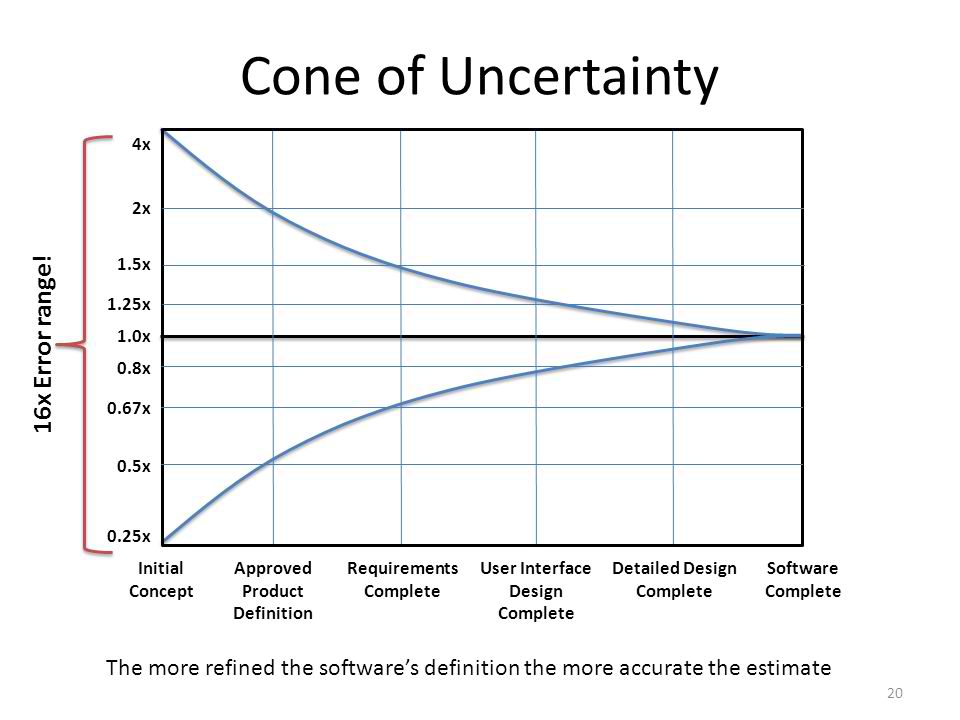 Cone of Uncertainty
16x Error range!
4x
2x
1.5x
1.25x
1.0x
0.8x
0.67x
0.5x
0.25x
Initial
Concept
Approved
Product
Definition
Requirements
Complete
User Interface
Design
Complete
Detailed Design
Complete
Software
Complete
The more refined the software’s definition the more accurate the estimate
20